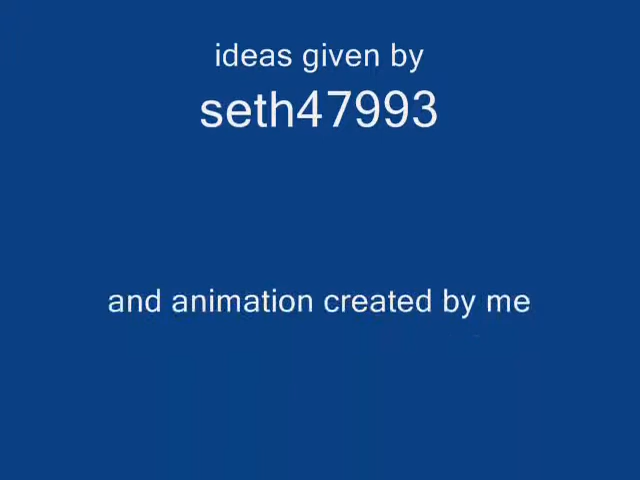 ideas given by
seth47993
and animation created by me